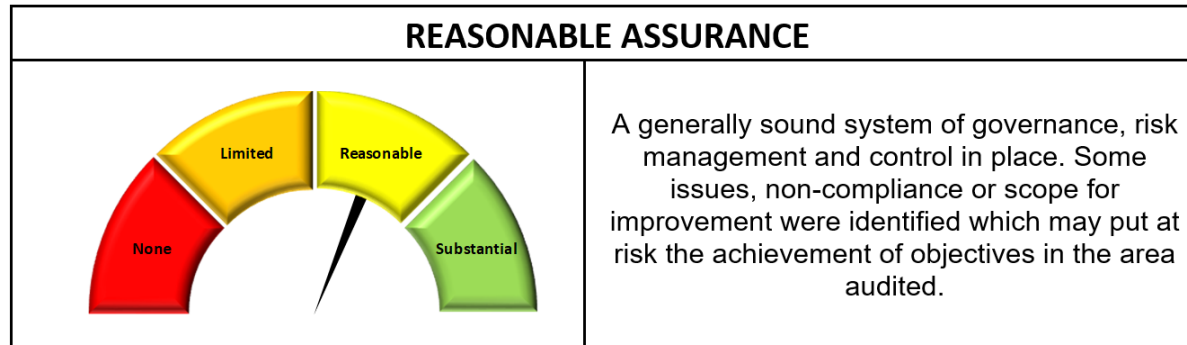 REASONABLE ASSURANCE
Limited
Reasonable
None
Substantial
A generally sound system of governance, risk
management and control in place. Some
issues, non-compliance or scope for
improvement were identified which may put at
risk the achievement of objectives in the area
audited.